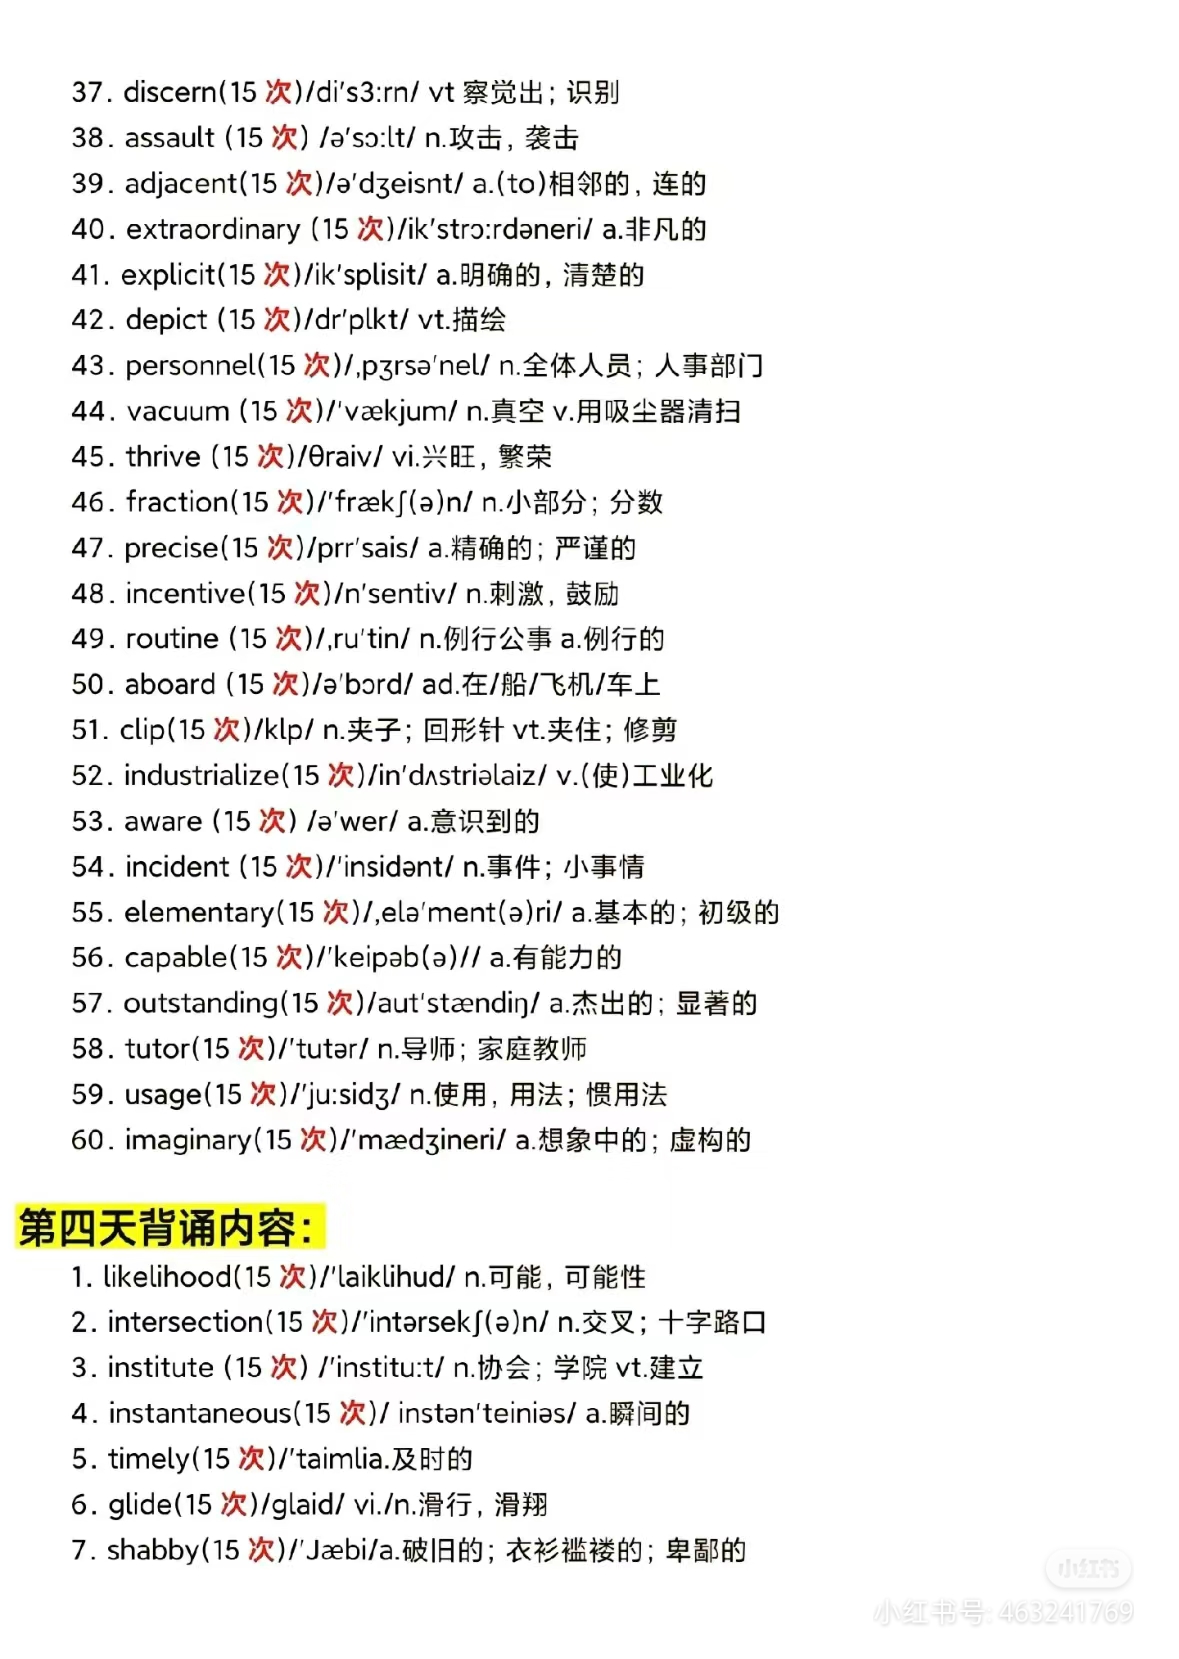 37. discern(15 次)/di's3:rn/ vt 察觉出；识别
38. assault (15 次) /ə'sɔ:lt/ n.攻击, 袭击
39. adjacent(15 次)/ə'dʒeisnt/ a.(to)相邻的, 连的
40. extraordinary (15 次)/ik'strɔ:rdəneri/ a.非凡的
41. explicit(15 次)/ik'splisit/ a.明确的, 清楚的
42. depict (15 次)/dr'plkt/ vt.描绘
43. personnel(15 次)/,pʒrsə'nel/ n.全体人员；人事部门
44. vacuum (15 次)/'vækjum/ n.真空 v.用吸尘器清扫
45. thrive (15 次)/θraiv/ vi.兴旺, 繁荣
46. fraction(15 次)/'frækʃ(ə)n/ n.小部分；分数
47. precise(15 次)/prr'sais/ a.精确的；严谨的
48. incentive(15 次)/n'sentiv/ n.刺激, 鼓励
49. routine (15 次)/,ru'tin/ n.例行公事 a.例行的
50. aboard (15 次)/ə'bɔrd/ ad.在/船/飞机/车上
51. clip(15 次)/klp/ n.夹子；回形针 vt.夹住；修剪
52. industrialize(15 次)/in'dʌstriəlaiz/ v.(使)工业化
53. aware (15 次) /ə'wer/ a.意识到的
54. incident (15 次)/'insidənt/ n.事件；小事情
55. elementary(15 次)/,elə'ment(ə)ri/ a.基本的；初级的
56. capable(15 次)/'keipəb(ə)// a.有能力的
57. outstanding(15 次)/aut'stændiŋ/ a.杰出的；显著的
58. tutor(15 次)/'tutər/ n.导师；家庭教师
59. usage(15 次)/'ju:sidʒ/ n.使用, 用法；惯用法
60. imaginary(15 次)/'mædʒineri/ a.想象中的；虚构的
第四天背诵内容：
1. likelihood(15 次)/'laiklihud/ n.可能, 可能性
2. intersection(15 次)/'intərsekʃ(ə)n/ n.交叉；十字路口
3. institute (15 次) /'institu:t/ n.协会；学院 vt.建立
4. instantaneous(15 次)/ instən'teiniəs/ a.瞬间的
5. timely(15 次)/'taimlia.及时的
6. glide(15 次)/glaid/ vi./n.滑行, 滑翔
7. shabby(15 次)/'Jæbi/a.破旧的；衣衫褴褛的；卑鄙的
小红书
小红书号: 463241769